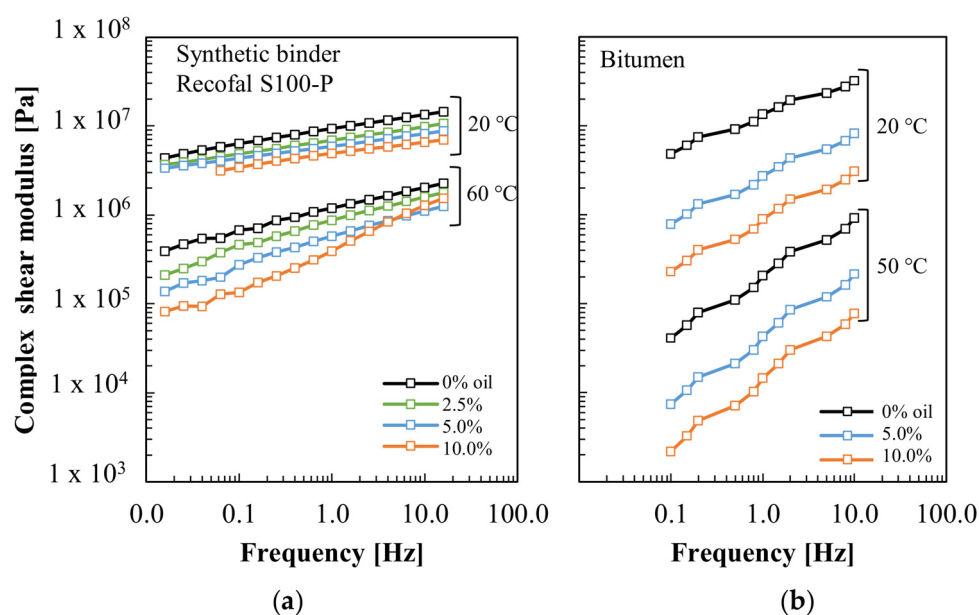 Complex shear modulus [Pa]
1 x 10⁸
1 x 10⁷
1 x 10⁶
1 x 10⁵
1 x 10⁴
1 x 10³
Synthetic binder
Recofal S100-P
20 °C
60 °C
0% oil
2.5%
5.0%
10.0%
0.0
0.1
1.0
10.0
100.0
Frequency [Hz]
(a)
Bitumen
20 °C
50 °C
0% oil
5.0%
10.0%
0.1
1.0
10.0
100.0
Frequency [Hz]
(b)